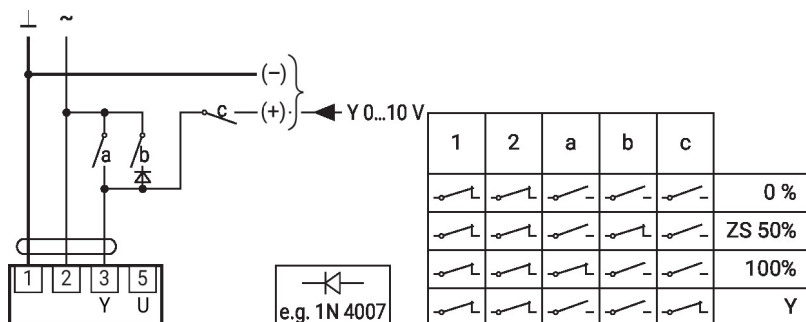 ⊥ ~
(–)
c (+) Y 0...10 V
a b
1 2 3 5
Y U
e.g. 1N 4007
1 2 a b c
0 %
ZS 50%
100%
Y